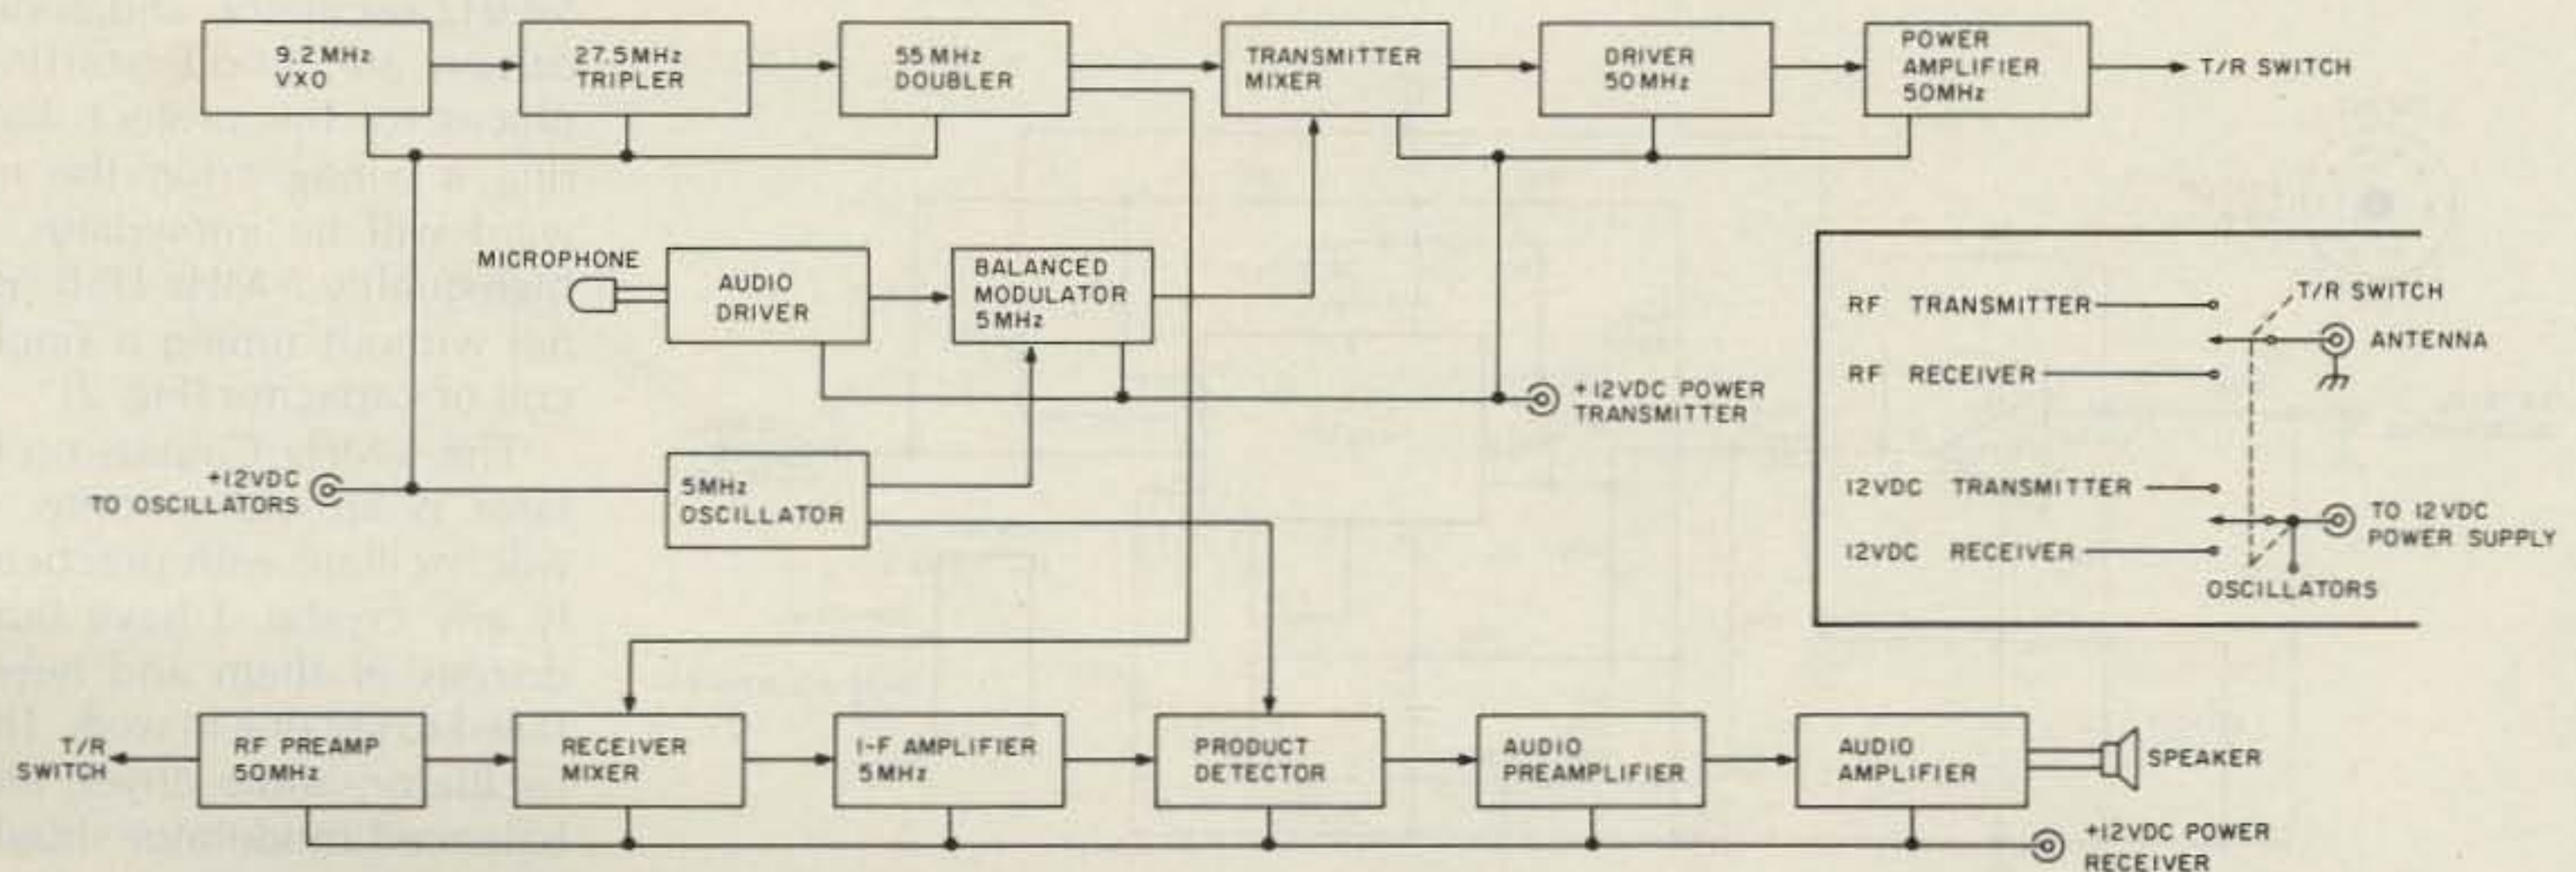 9.2 MHz
VXO
27.5 MHz
TRIPLER
55 MHz
DOUBLER
TRANSMITTER
MIXER
DRIVER
50 MHz
POWER
AMPLIFIER
50MHz
T/R SWITCH
MICROPHONE
AUDIO
DRIVER
BALANCED
MODULATOR
5MHz
+12VDC POWER
TRANSMITTER
+12VDC
TO OSCILLATORS
5MHz
OSCILLATOR
RF TRANSMITTER
T/R SWITCH
ANTENNA
RF RECEIVER
12VDC TRANSMITTER
TO 12VDC
POWER SUPPLY
12VDC RECEIVER
OSCILLATORS
T/R
SWITCH
RF PREAMP
50MHz
RECEIVER
MIXER
I-F AMPLIFIER
5MHz
PRODUCT
DETECTOR
AUDIO
PREAMPLIFIER
AUDIO
AMPLIFIER
SPEAKER
+12VDC POWER
RECEIVER